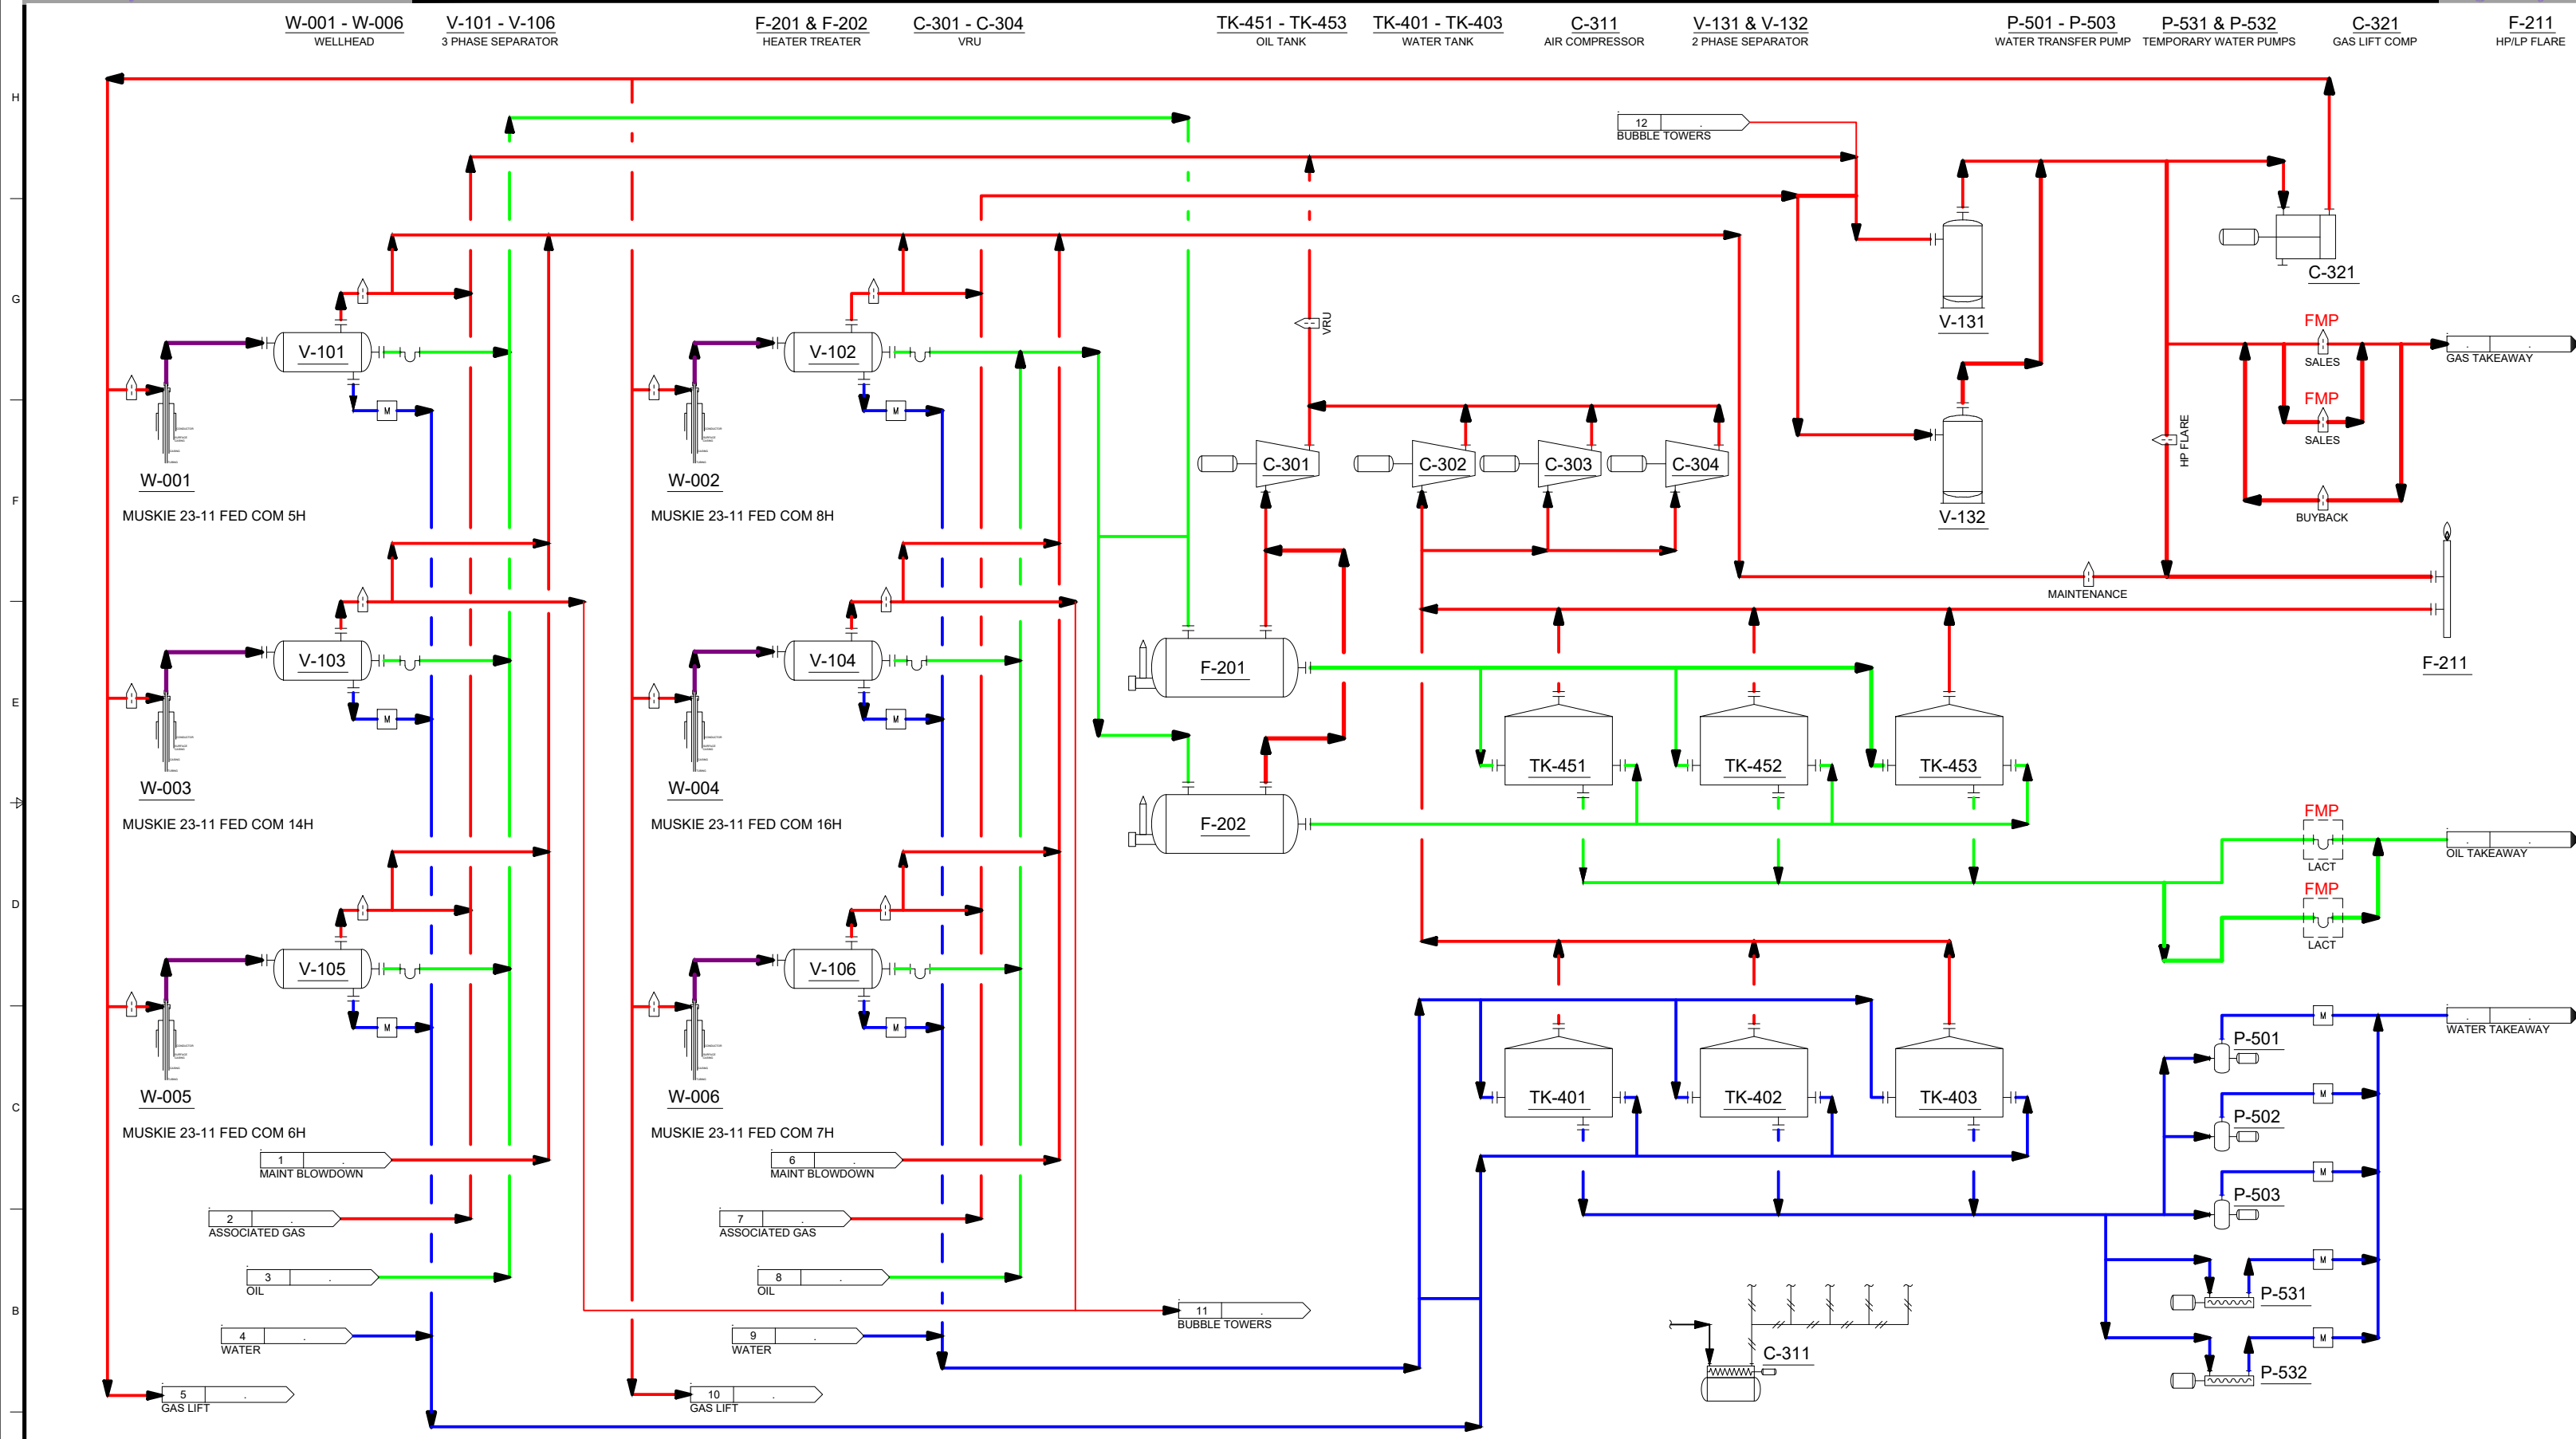 W-001 - W-006
WELLHEAD
V-101 - V-106
3 PHASE SEPARATOR
F-201 & F-202
HEATER TREATER
C-301 - C-304
VRU
TK-451 - TK-453
OIL TANK
TK-401 - TK-403
WATER TANK
C-311
AIR COMPRESSOR
V-131 & V-132
2 PHASE SEPARATOR
P-501 - P-503
WATER TRANSFER PUMP
P-531 & P-532
TEMPORARY WATER PUMPS
C-321
GAS LIFT COMP
F-211
HP/LP FLARE
H
G
F
E
D
C
B
12
BUBBLE TOWERS
V-101
M
W-001
MUSKIE 23-11 FED COM 5H
V-102
M
W-002
MUSKIE 23-11 FED COM 8H
V-103
M
W-003
MUSKIE 23-11 FED COM 14H
V-104
M
W-004
MUSKIE 23-11 FED COM 16H
V-105
M
W-005
MUSKIE 23-11 FED COM 6H
V-106
M
W-006
MUSKIE 23-11 FED COM 7H
1
MAINT BLOWDOWN
2
ASSOCIATED GAS
3
OIL
4
WATER
5
GAS LIFT
6
MAINT BLOWDOWN
7
ASSOCIATED GAS
8
OIL
9
WATER
10
GAS LIFT
11
BUBBLE TOWERS
VRU
C-301
C-302
C-303
C-304
V-131
V-132
C-321
FMP
SALES
FMP
SALES
BUYBACK
GAS TAKEAWAY
HP FLARE
MAINTENANCE
F-211
F-201
F-202
TK-451
TK-452
TK-453
FMP
LACT
FMP
LACT
OIL TAKEAWAY
TK-401
TK-402
TK-403
M
P-501
M
P-502
M
P-503
M
P-531
M
P-532
WATER TAKEAWAY
C-311